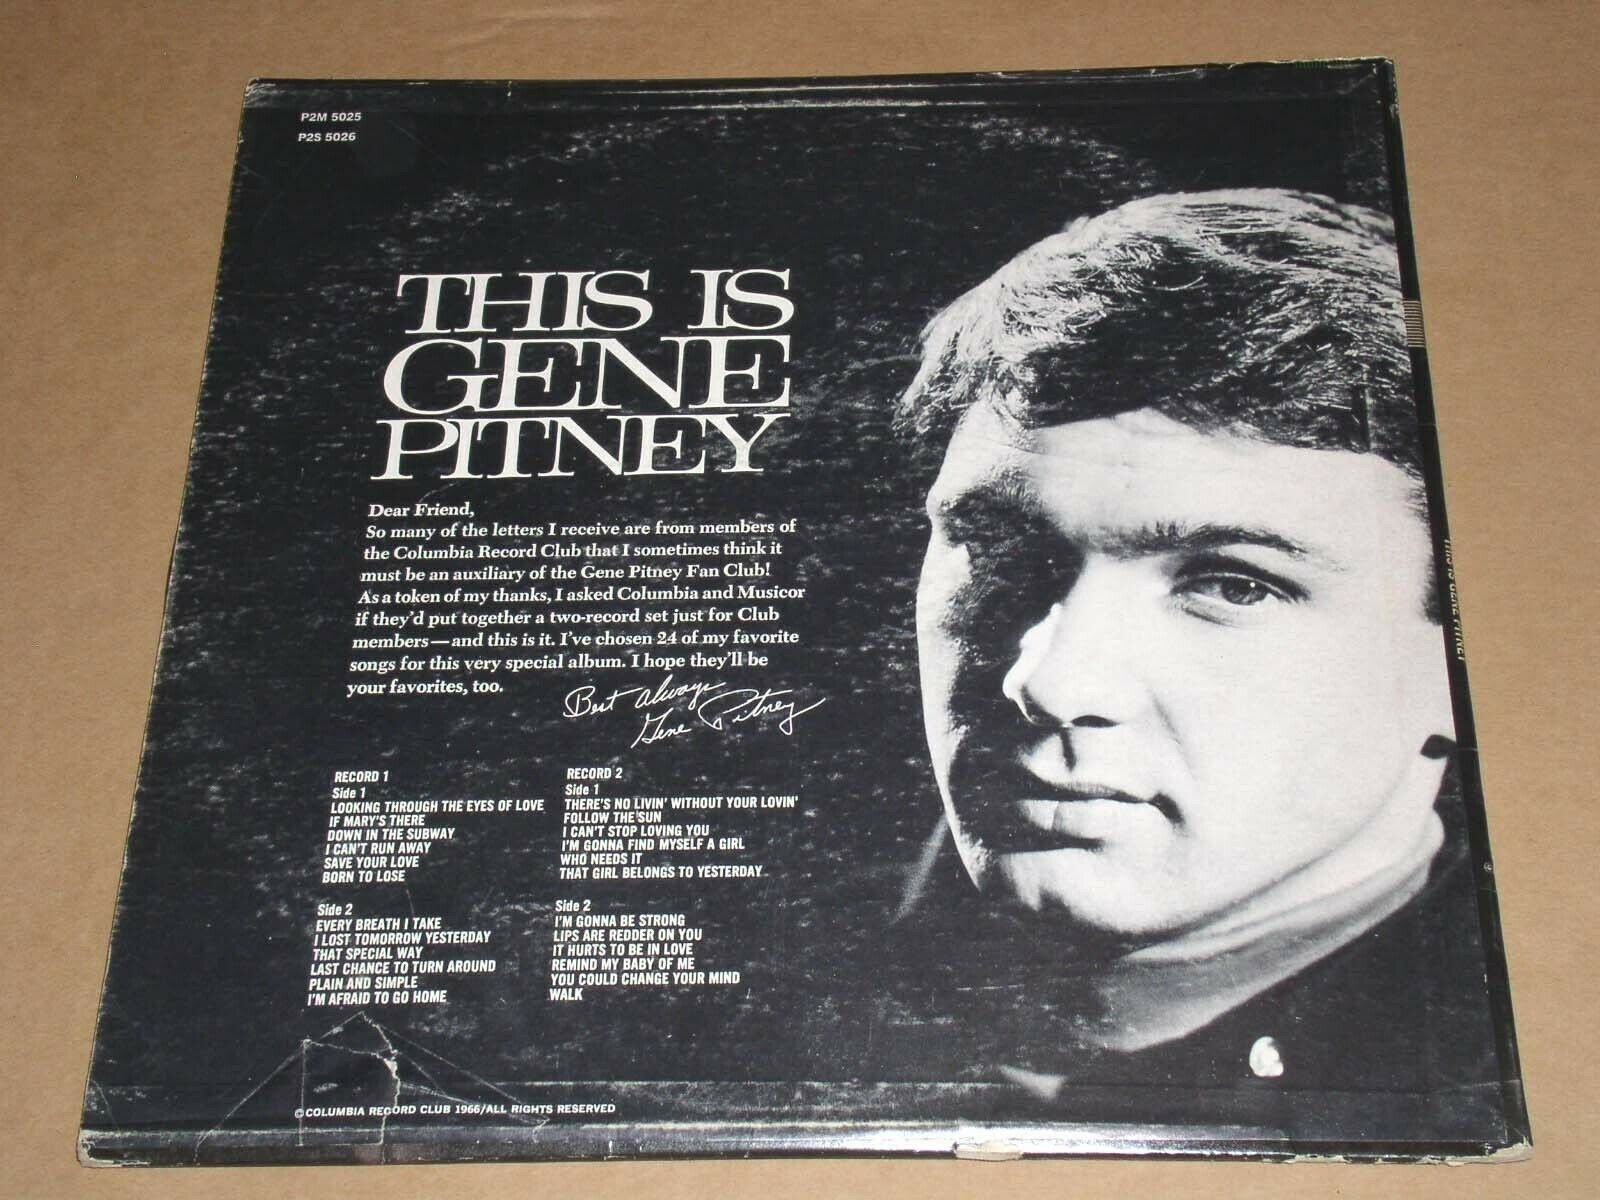 P2M 5025
P2S 5026
THIS IS
GENE
PITNEY
Dear Friend,
So many of the letters I receive are from members of
the Columbia Record Club that I sometimes think it
must be an auxiliary of the Gene Pitney Fan Club!
As a token of my thanks, I asked Columbia and Musicor
if they'd put together a two-record set just for Club
members—and this is it. I've chosen 24 of my favorite
songs for this very special album. I hope they'll be
your favorites, too.
Best always
Gene Pitney
RECORD 1
Side 1
LOOKING THROUGH THE EYES OF LOVE
IF MARY'S THERE
DOWN IN THE SUBWAY
I CAN'T RUN AWAY
SAVE YOUR LOVE
BORN TO LOSE
Side 2
EVERY BREATH I TAKE
I LOST TOMORROW YESTERDAY
THAT SPECIAL WAY
LAST CHANCE TO TURN AROUND
PLAIN AND SIMPLE
I'M AFRAID TO GO HOME
RECORD 2
Side 1
THERE'S NO LIVIN' WITHOUT YOUR LOVIN'
FOLLOW THE SUN
I CAN'T STOP LOVING YOU
I'M GONNA FIND MYSELF A GIRL
WHO NEEDS IT
THAT GIRL BELONGS TO YESTERDAY
Side 2
I'M GONNA BE STRONG
LIPS ARE REDDER ON YOU
IT HURTS TO BE IN LOVE
REMIND MY BABY OF ME
YOU COULD CHANGE YOUR MIND
WALK
© COLUMBIA RECORD CLUB 1966/ALL RIGHTS RESERVED
THIS IS GENE PITNEY